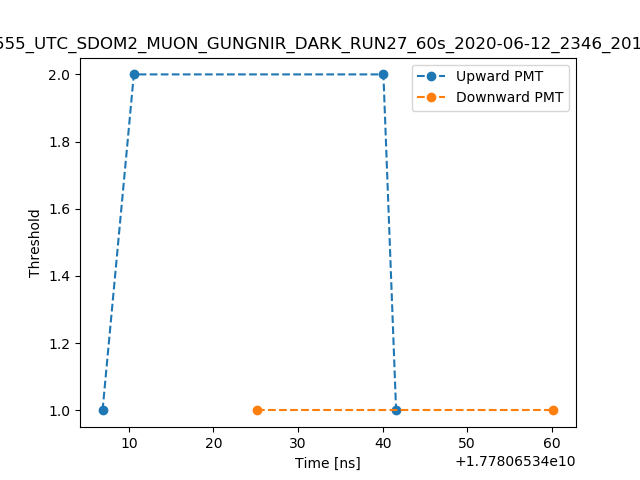 555_UTC_SDOM2_MUON_GUNGNIR_DARK_RUN27_60s_2020-06-12_2346_201
2.0
1.8
1.6
1.4
1.2
1.0
Threshold
Upward PMT
Downward PMT
10 20 30 40 50 60
Time [ns]
+1.77806534e10